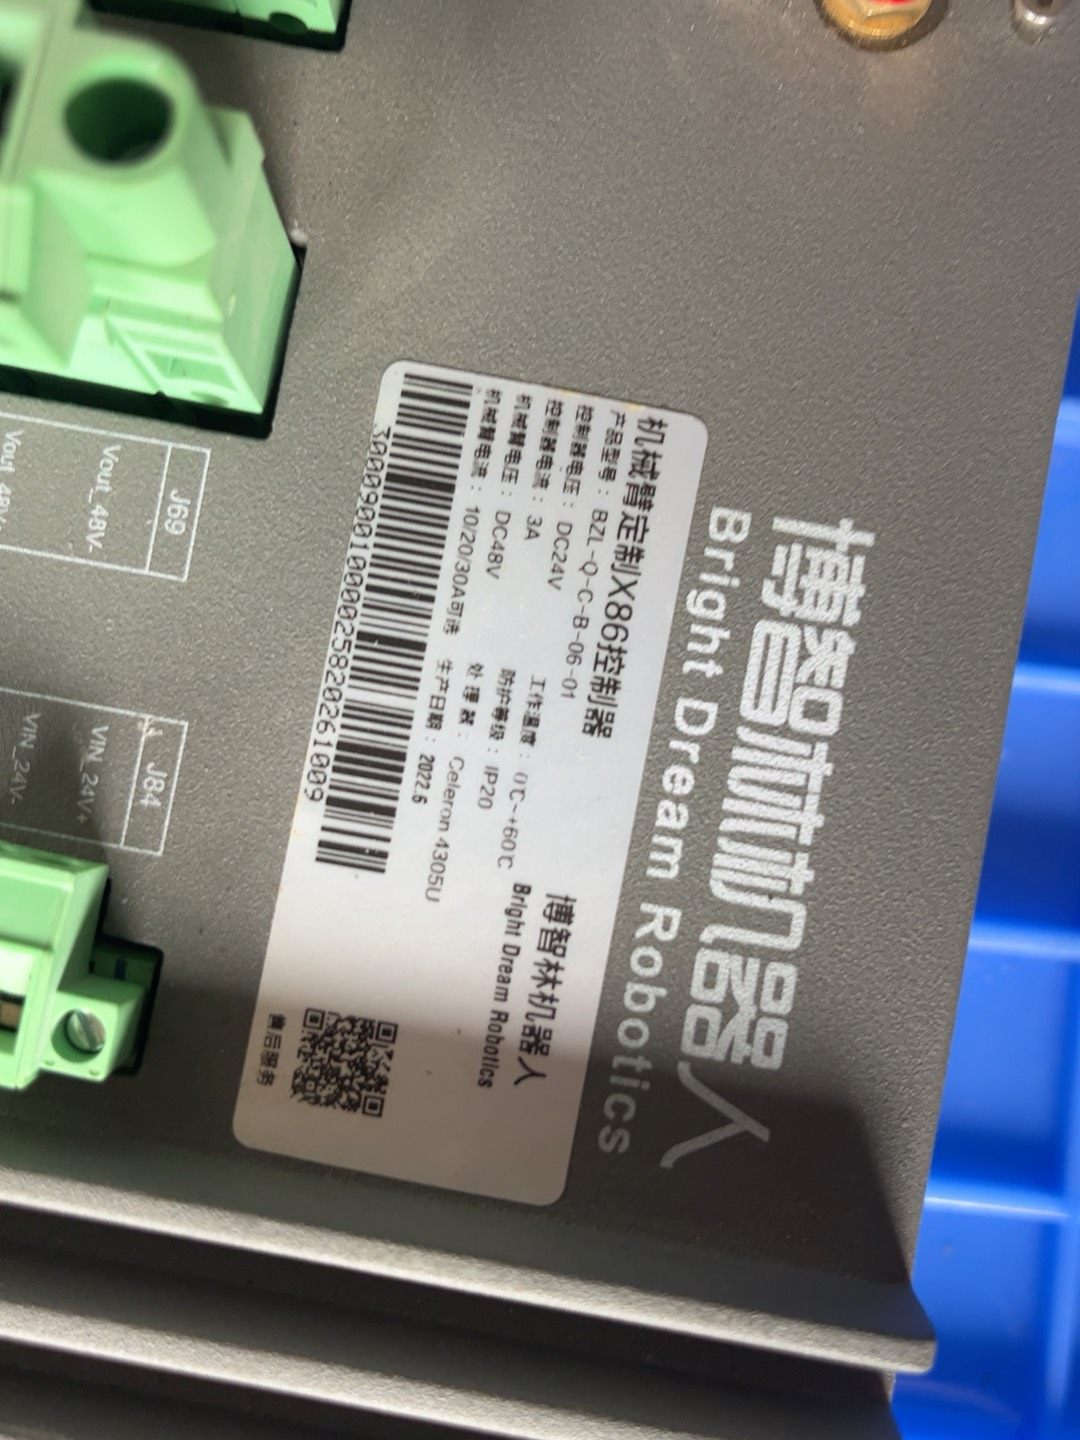 博智林机器人
Bright Dream Robotics
机械臂定制X86控制器
产品型号：BZL-Q-C-B-06-01
控制器电压：DC24V
控制器电流：3A
机械臂电压：DC48V
机械臂电流：10/20/30A可选
工作温度：0℃~+60℃
防护等级：IP20
处理器：Celeron 4305U
生产日期：2022.6
博智林机器人
Bright Dream Robotics
售后服务
J69
Vout_48V-
J84
VIN_24V+
VIN_24V-